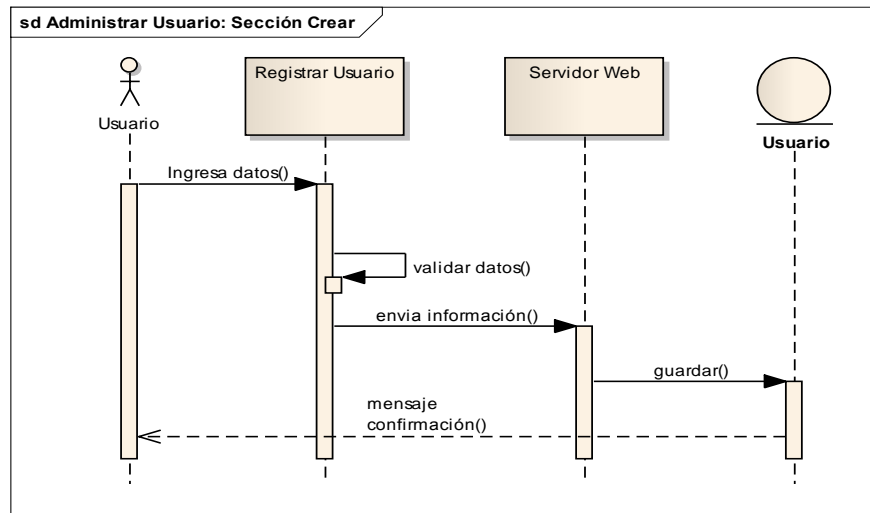 sd Administrar Usuario: Sección Crear
Usuario
Registrar Usuario
Servidor Web
Usuario
Ingresa datos()
validar datos()
envia información()
guardar()
mensaje
confirmación()